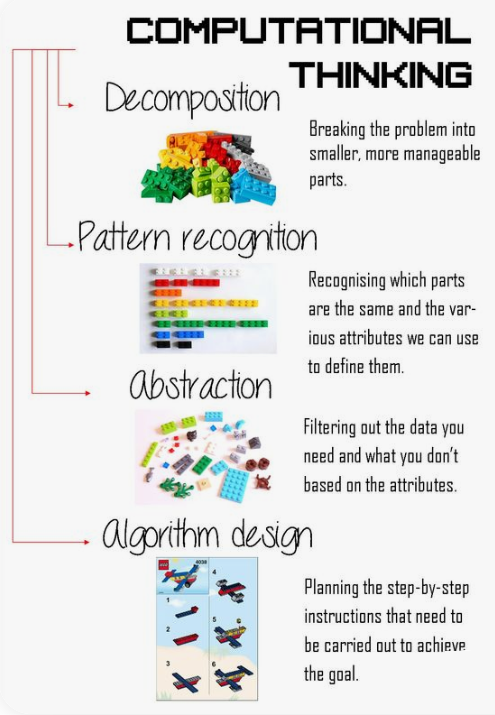 COMPUTATIONAL
THINKING
Decomposition
Breaking the problem into
smaller, more manageable
parts.
Pattern recognition
Recognising which parts
are the same and the var-
ious attributes we can use
to define them.
Abstraction
Filtering out the data you
need and what you don't
based on the attributes.
Algorithm design
LEGO
4
1
2
5
3
6
Planning the step-by-step
instructions that need to
be carried out to achieve
the goal.